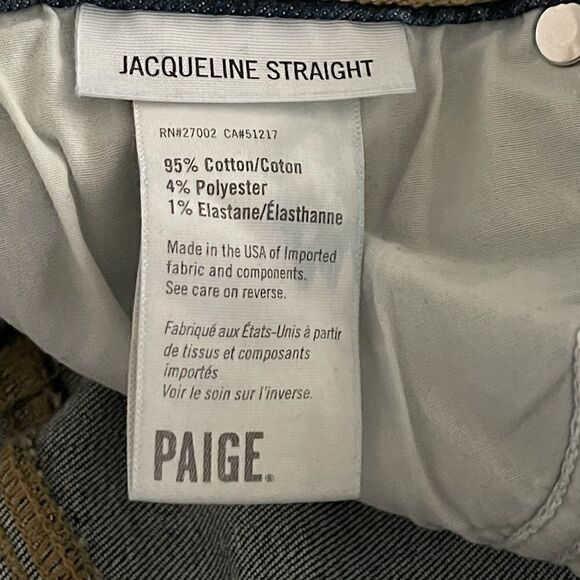 JACQUELINE STRAIGHT
RN#27002 CA#51217
95% Cotton/Coton
4% Polyester
1% Elastane/Élasthanne
Made in the USA of Imported
fabric and components.
See care on reverse.
Fabriqué aux États-Unis à partir
de tissus et composants
importés
Voir le soin sur l'inverse.
PAIGE®